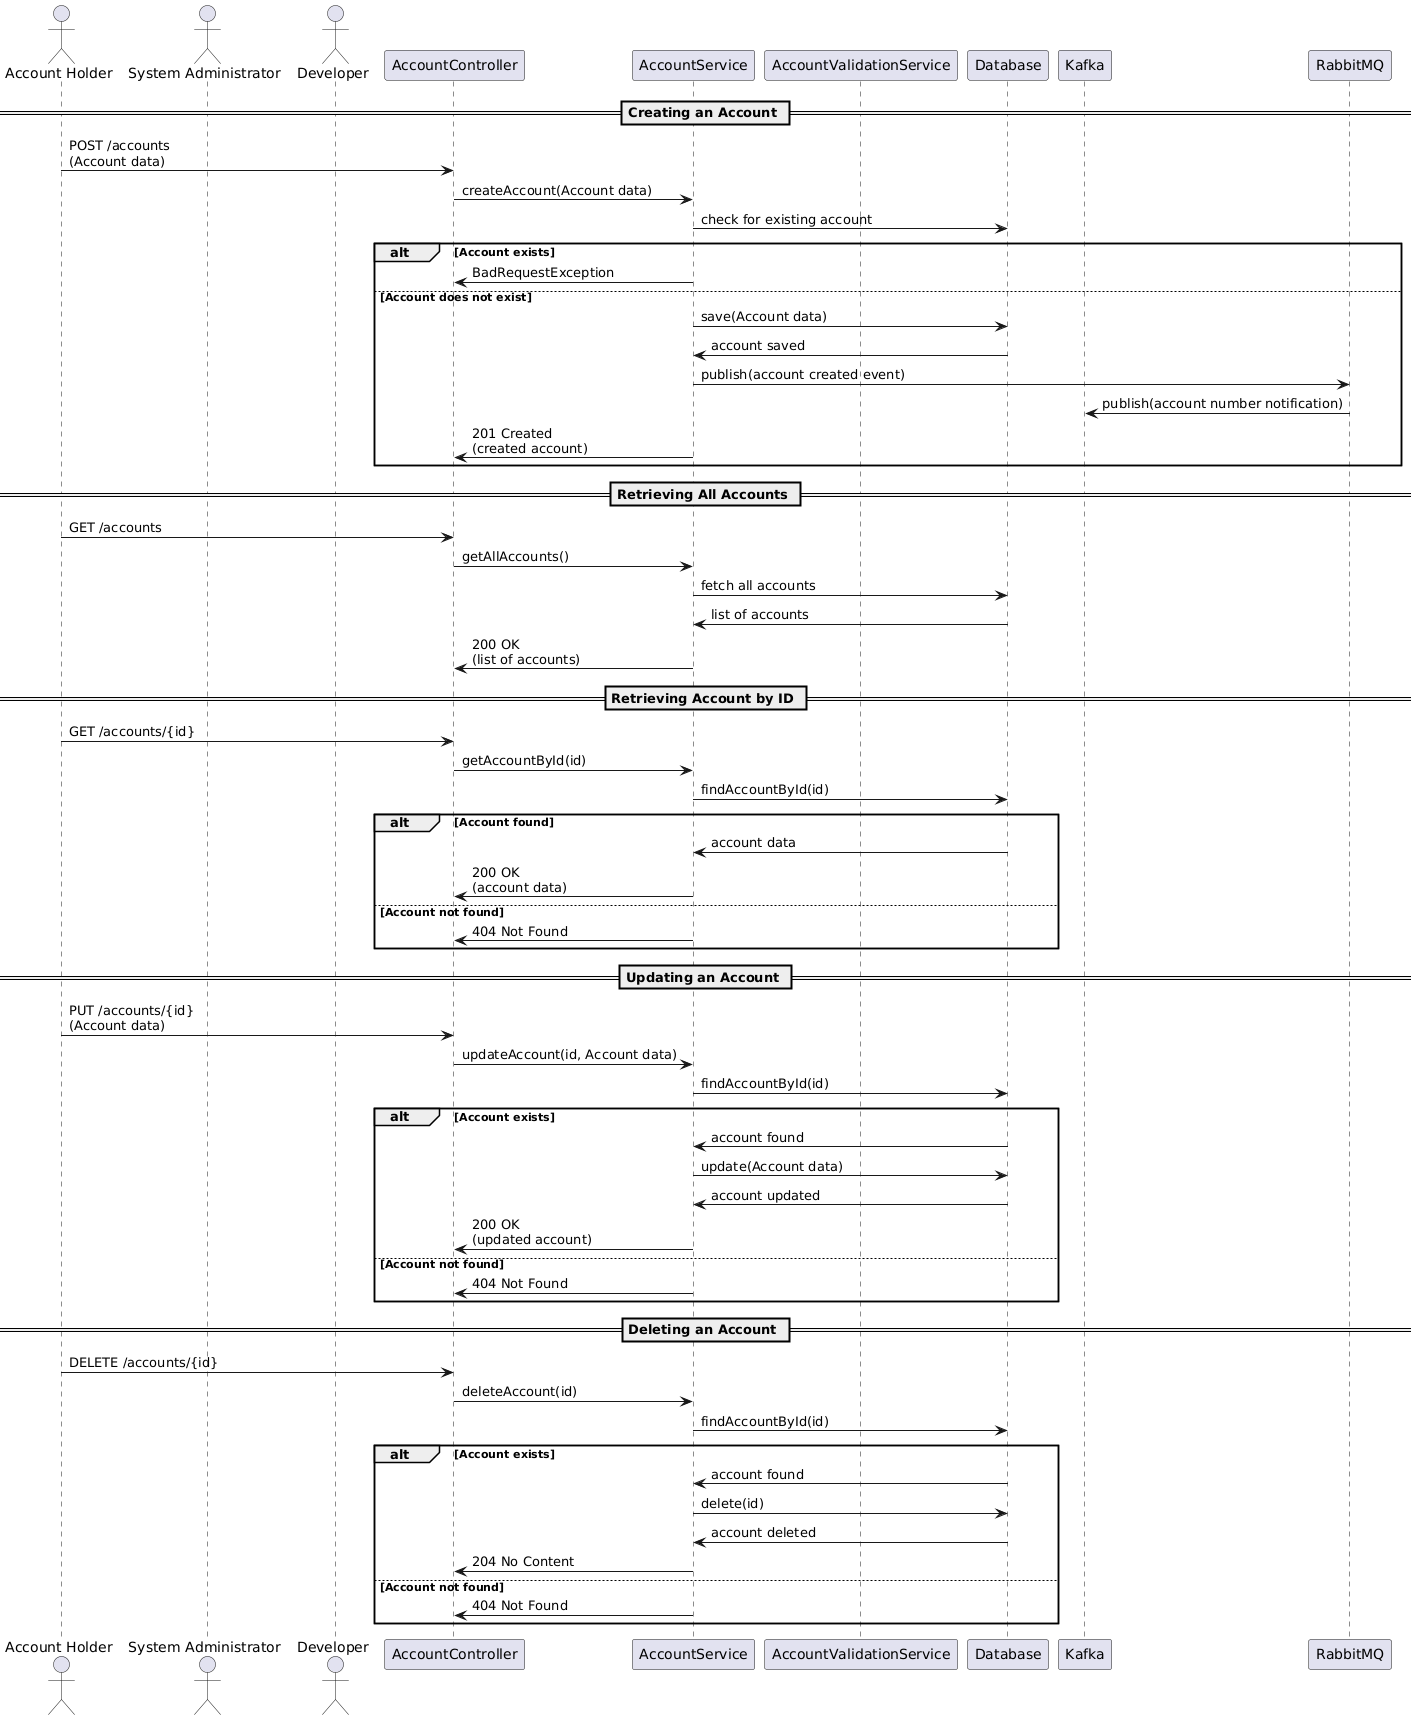 Account Holder
System Administrator
Developer
AccountController
AccountService
AccountValidationService
Database
Kafka
RabbitMQ
Creating an Account
POST /accounts
(Account data)
createAccount(Account data)
check for existing account
alt [Account exists]
BadRequestException
[Account does not exist]
save(Account data)
account saved
publish(account created event)
publish(account number notification)
201 Created
(created account)
Retrieving All Accounts
GET /accounts
getAllAccounts()
fetch all accounts
list of accounts
200 OK
(list of accounts)
Retrieving Account by ID
GET /accounts/{id}
getAccountById(id)
findAccountById(id)
alt [Account found]
account data
200 OK
(account data)
[Account not found]
404 Not Found
Updating an Account
PUT /accounts/{id}
(Account data)
updateAccount(id, Account data)
findAccountById(id)
alt [Account exists]
account found
update(Account data)
account updated
200 OK
(updated account)
[Account not found]
404 Not Found
Deleting an Account
DELETE /accounts/{id}
deleteAccount(id)
findAccountById(id)
alt [Account exists]
account found
delete(id)
account deleted
204 No Content
[Account not found]
404 Not Found
Account Holder
System Administrator
Developer
AccountController
AccountService
AccountValidationService
Database
Kafka
RabbitMQ